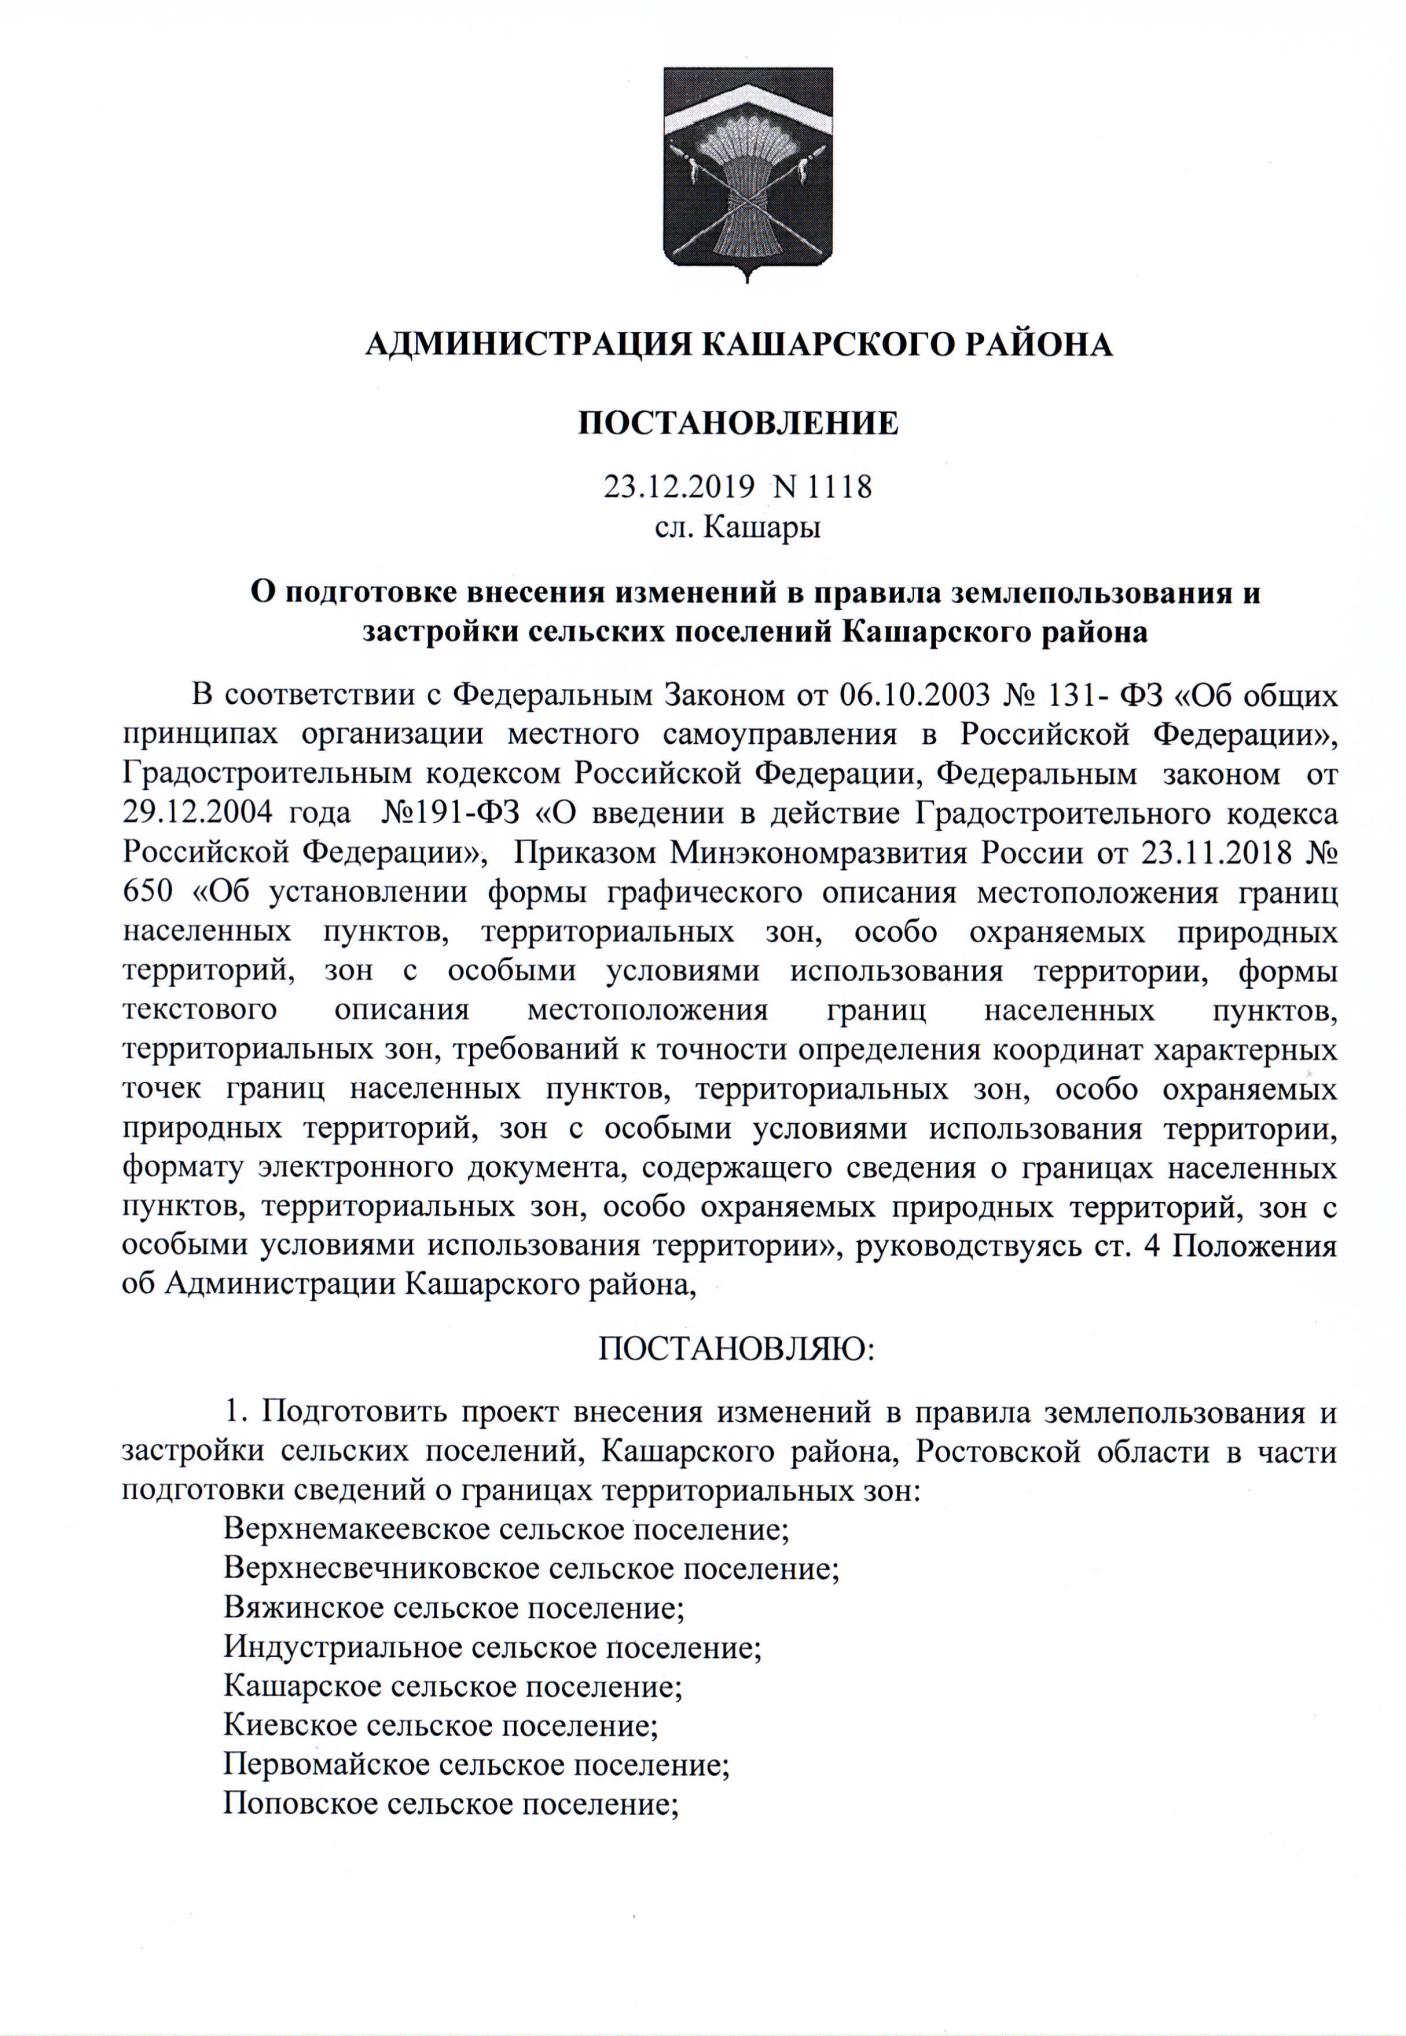 АДМИНИСТРАЦИЯ КАШАРСКОГО РАЙОНА
ПОСТАНОВЛЕНИЕ
23.12.2019 N 1118
сл. Кашары
О подготовке внесения изменений в правила землепользования и
застройки сельских поселений Кашарского района
В соответствии с Федеральным Законом от 06.10.2003 № 131- ФЗ «Об общих
принципах организации местного самоуправления в Российской Федерации»,
Градостроительным кодексом Российской Федерации, Федеральным законом от
29.12.2004 года №191-ФЗ «О введении в действие Градостроительного кодекса
Российской Федерации», Приказом Минэкономразвития России от 23.11.2018 №
650 «Об установлении формы графического описания местоположения границ
населенных пунктов, территориальных зон, особо охраняемых природных
территорий, зон с особыми условиями использования территории, формы
текстового описания местоположения границ населенных пунктов,
территориальных зон, требований к точности определения координат характерных
точек границ населенных пунктов, территориальных зон, особо охраняемых
природных территорий, зон с особыми условиями использования территории,
формату электронного документа, содержащего сведения о границах населенных
пунктов, территориальных зон, особо охраняемых природных территорий, зон с
особыми условиями использования территории», руководствуясь ст. 4 Положения
об Администрации Кашарского района,
ПОСТАНОВЛЯЮ:
1. Подготовить проект внесения изменений в правила землепользования и
застройки сельских поселений, Кашарского района, Ростовской области в части
подготовки сведений о границах территориальных зон:
Верхнемакеевское сельское поселение;
Верхнесвечниковское сельское поселение;
Вяжинское сельское поселение;
Индустриальное сельское поселение;
Кашарское сельское поселение;
Киевское сельское поселение;
Первомайское сельское поселение;
Поповское сельское поселение;